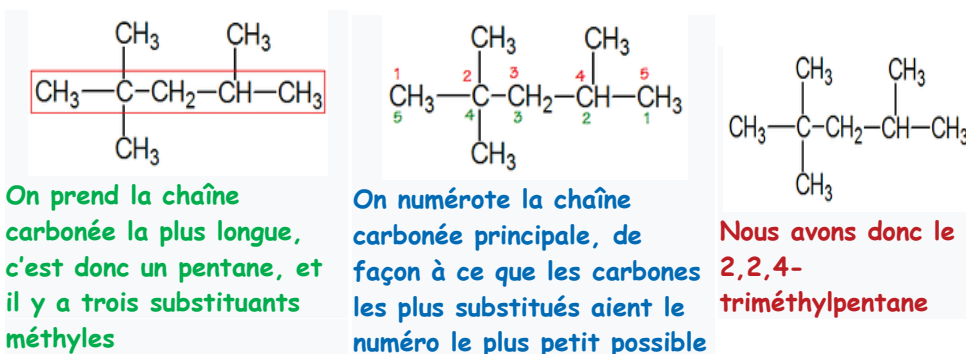 CH3 CH3
CH3—C—CH2—CH—CH3
CH3
On prend la chaîne
carbonée la plus longue,
c'est donc un pentane, et
il y a trois substituants
méthyles
CH3 CH3
1 2 3 4 5
CH3—C—CH2—CH—CH3
5 4 3 2 1
CH3
On numérote la chaîne
carbonée principale, de
façon à ce que les carbones
les plus substitués aient le
numéro le plus petit possible
CH3 CH3
CH3—C—CH2—CH—CH3
CH3
Nous avons donc le
2,2,4-
triméthylpentane